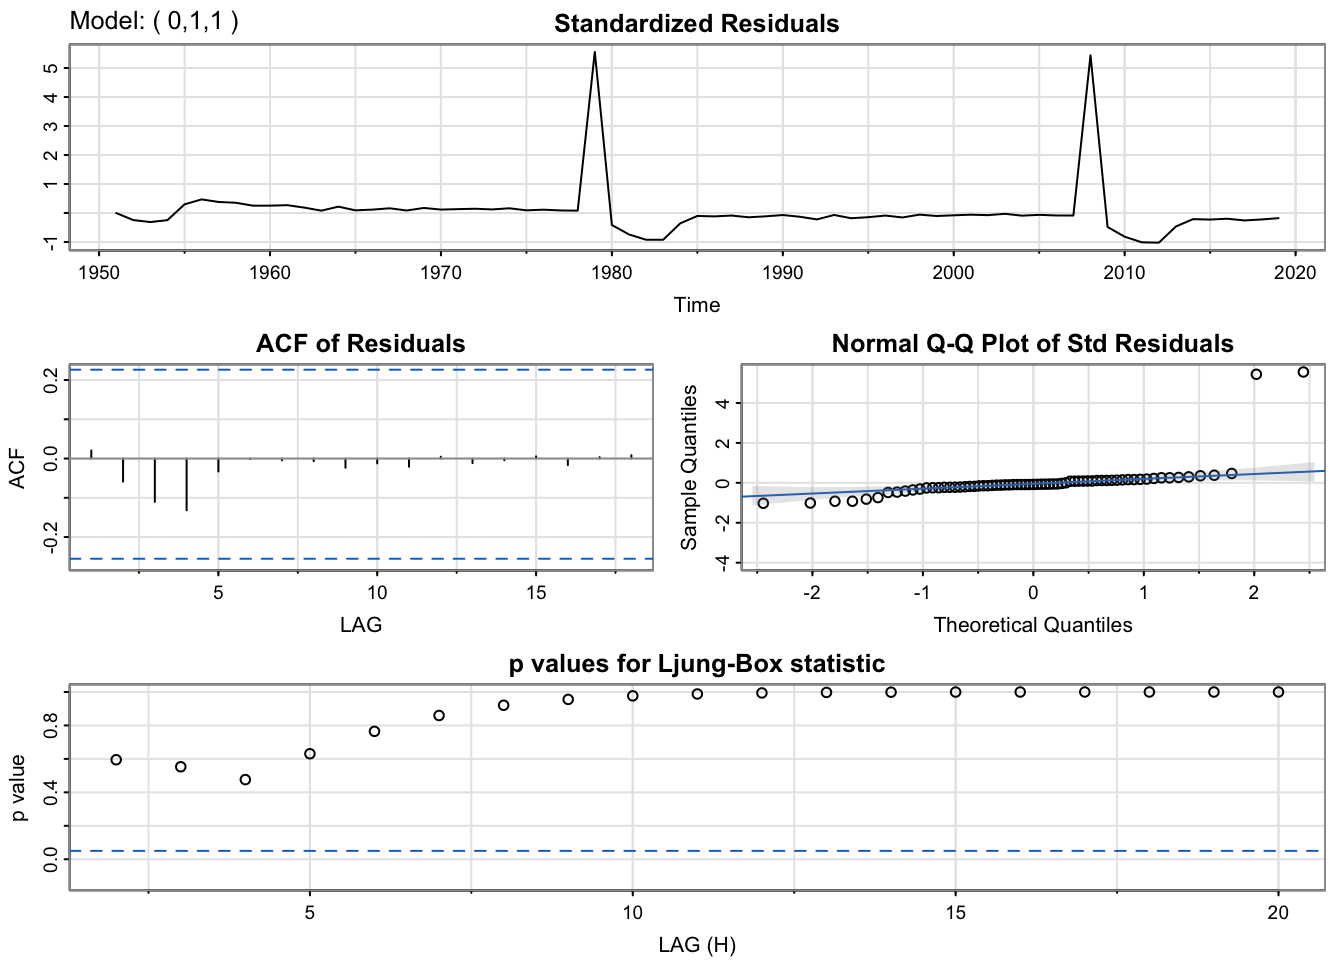 Model: ( 0,1,1 )
Standardized Residuals
5
4
3
2
1
-1
1950 1960 1970 1980 1990 2000 2010 2020
Time
ACF of Residuals
ACF
0.2
0.0
-0.2
5 10 15
LAG
Normal Q-Q Plot of Std Residuals
Sample Quantiles
4
2
0
-2
-4
-2 -1 0 1 2
Theoretical Quantiles
p values for Ljung-Box statistic
p value
0.8
0.4
0.0
5 10 15 20
LAG (H)